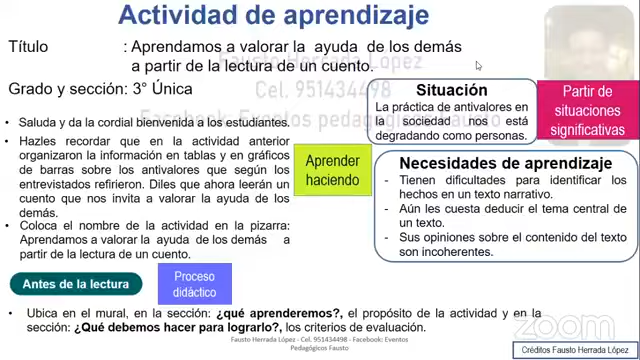 Actividad de aprendizaje
Título : Aprendamos a valorar la ayuda de los demás
a partir de la lectura de un cuento.
Grado y sección: 3° Única
Fausto Herrada López
Cel. 951434498
Facebook: Eventos pedagógicos Fausto
Situación
La práctica de antivalores en
la sociedad nos está
degradando como personas.
Partir de
situaciones
significativas
• Saluda y da la cordial bienvenida a los estudiantes.
• Hazles recordar que en la actividad anterior
organizaron la información en tablas y en gráficos
de barras sobre los antivalores que según los
entrevistados refirieron. Diles que ahora leerán un
cuento que nos invita a valorar la ayuda de los
demás.
• Coloca el nombre de la actividad en la pizarra:
Aprendamos a valorar la ayuda de los demás a
partir de la lectura de un cuento.
Aprender
haciendo
Necesidades de aprendizaje
- Tienen dificultades para identificar los
hechos en un texto narrativo.
- Aún les cuesta deducir el tema central de
un texto.
- Sus opiniones sobre el contenido del texto
son incoherentes.
Antes de la lectura
Proceso
didáctico
• Ubica en el mural, en la sección: ¿qué aprenderemos?, el propósito de la actividad y en la
sección: ¿Qué debemos hacer para lograrlo?, los criterios de evaluación.
Fausto Herrada López - Cel. 951434498 - Facebook: Eventos
Pedagógicos Fausto
zoom
Créditos Fausto Herrada López